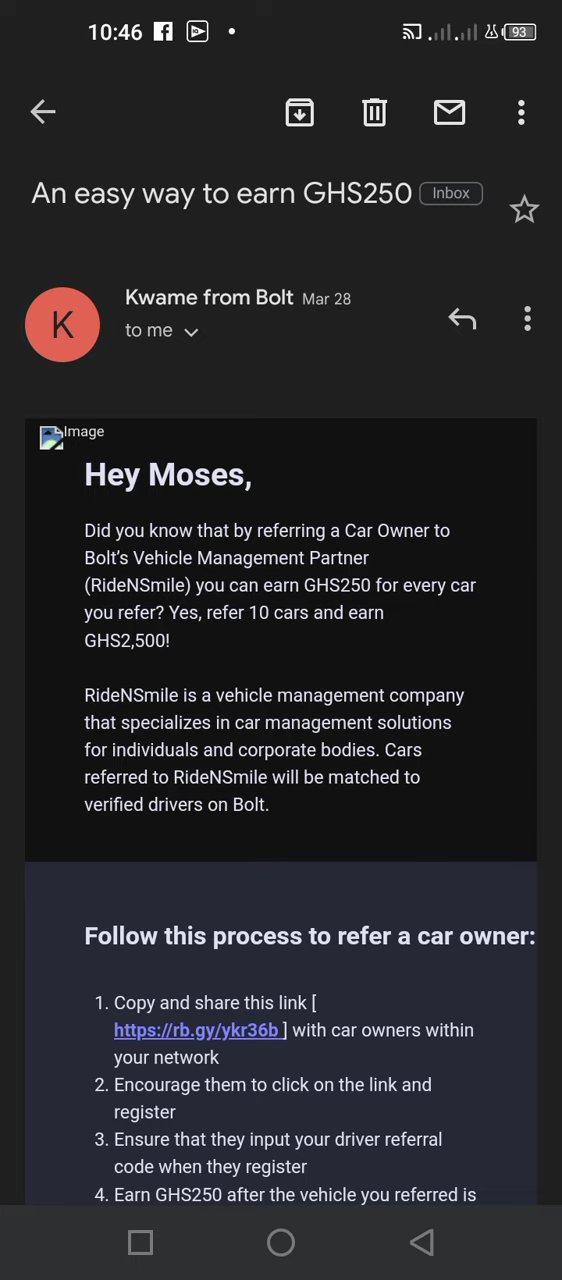 10:46
93
An easy way to earn GHS250 Inbox
K
Kwame from Bolt Mar 28
to me
Image
Hey Moses,
Did you know that by referring a Car Owner to
Bolt’s Vehicle Management Partner
(RideNSmile) you can earn GHS250 for every car
you refer? Yes, refer 10 cars and earn
GHS2,500!
RideNSmile is a vehicle management company
that specializes in car management solutions
for individuals and corporate bodies. Cars
referred to RideNSmile will be matched to
verified drivers on Bolt.
Follow this process to refer a car owner:
1. Copy and share this link [
https://rb.gy/ykr36b ] with car owners within
your network
2. Encourage them to click on the link and
register
3. Ensure that they input your driver referral
code when they register
4. Earn GHS250 after the vehicle you referred is